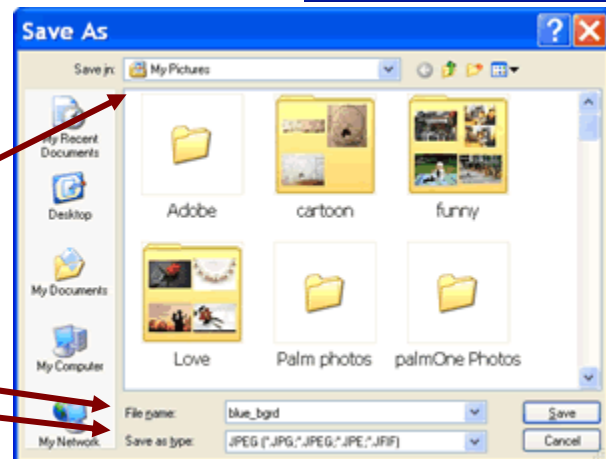 Save As
Save in: My Pictures
My Recent
Documents
Desktop
My Documents
My Computer
My Network
Adobe
cartoon
funny
Love
Palm photos
palmOne Photos
File name: blue_bgrd
Save
Save as type: JPEG (*.JPG;*.JPEG;*.JPE;*.JFIF)
Cancel